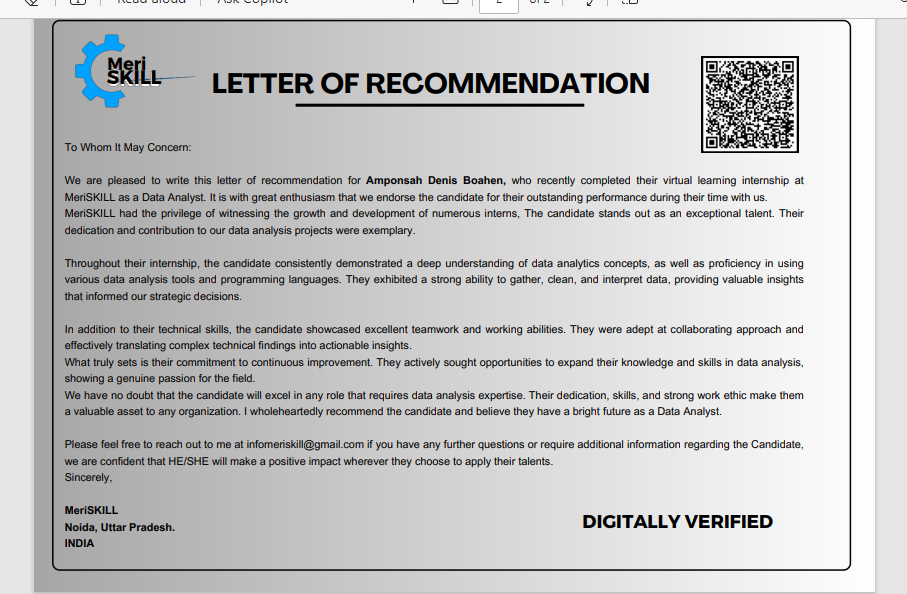 Meri
SKILL
LETTER OF RECOMMENDATION
To Whom It May Concern:
We are pleased to write this letter of recommendation for Amponsah Denis Boahen, who recently completed their virtual learning internship at
MeriSKILL as a Data Analyst. It is with great enthusiasm that we endorse the candidate for their outstanding performance during their time with us.
MeriSKILL had the privilege of witnessing the growth and development of numerous interns, The candidate stands out as an exceptional talent. Their
dedication and contribution to our data analysis projects were exemplary.
Throughout their internship, the candidate consistently demonstrated a deep understanding of data analytics concepts, as well as proficiency in using
various data analysis tools and programming languages. They exhibited a strong ability to gather, clean, and interpret data, providing valuable insights
that informed our strategic decisions.
In addition to their technical skills, the candidate showcased excellent teamwork and working abilities. They were adept at collaborating approach and
effectively translating complex technical findings into actionable insights.
What truly sets is their commitment to continuous improvement. They actively sought opportunities to expand their knowledge and skills in data analysis,
showing a genuine passion for the field.
We have no doubt that the candidate will excel in any role that requires data analysis expertise. Their dedication, skills, and strong work ethic make them
a valuable asset to any organization. I wholeheartedly recommend the candidate and believe they have a bright future as a Data Analyst.
Please feel free to reach out to me at infomeriskill@gmail.com if you have any further questions or require additional information regarding the Candidate,
we are confident that HE/SHE will make a positive impact wherever they choose to apply their talents.
Sincerely,
MeriSKILL
Noida, Uttar Pradesh.
INDIA
DIGITALLY VERIFIED